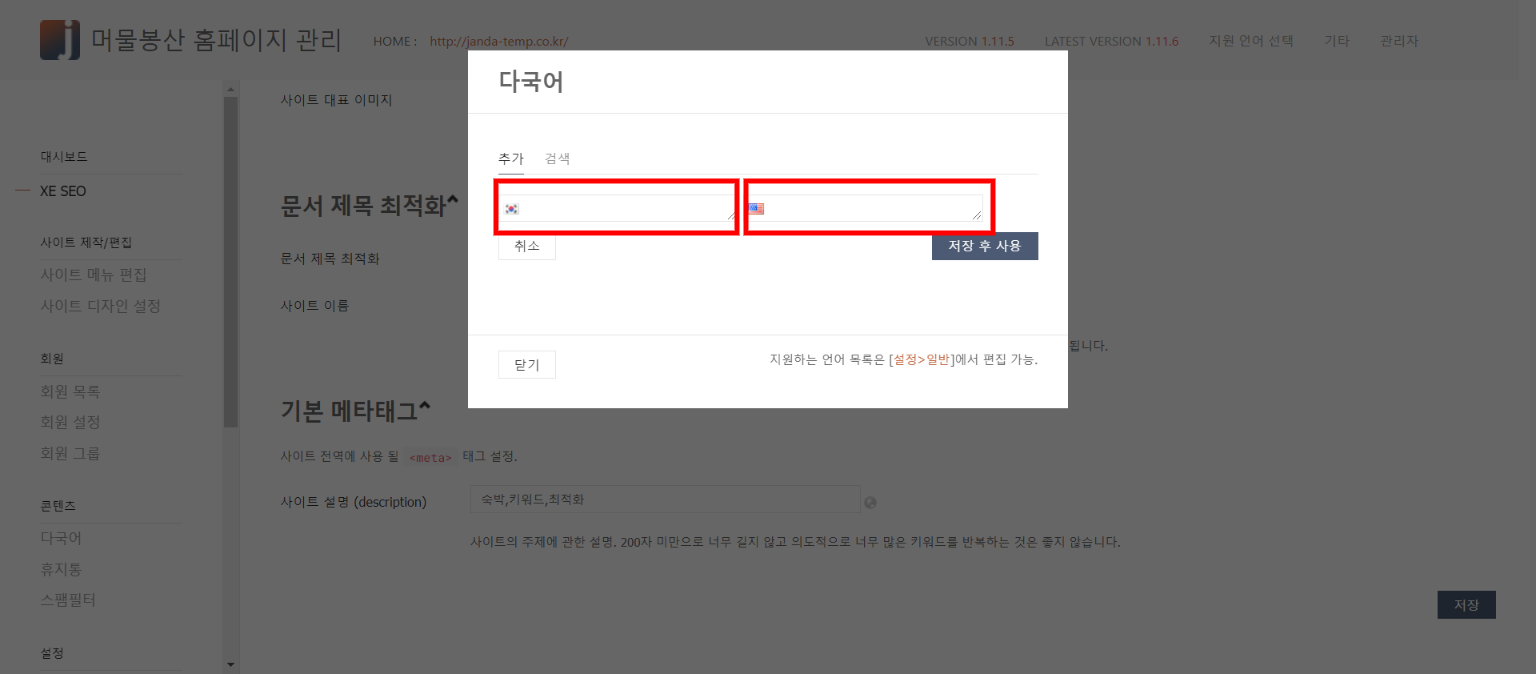 머물봉산 홈페이지 관리
HOME : http://janda-temp.co.kr/
VERSION 1.11.5 LATEST VERSION 1.11.6 지원 언어 선택 기타 관리자
대시보드
XE SEO
사이트 제작/편집
사이트 메뉴 편집
사이트 디자인 설정
회원
회원 목록
회원 설정
회원 그룹
콘텐츠
다국어
휴지통
스팸필터
설정
사이트 대표 이미지
문서 제목 최적화^
문서 제목 최적화
사이트 이름
됩니다.
기본 메타태그^
사이트 전역에 사용 될 <meta> 태그 설정.
사이트 설명 (description) 숙박,키워드,최적화
사이트의 주제에 관한 설명. 200자 미만으로 너무 길지 않고 의도적으로 너무 많은 키워드를 반복하는 것은 좋지 않습니다.
저장
다국어
추가 검색
취소 저장 후 사용
닫기 지원하는 언어 목록은 [설정>일반]에서 편집 가능.